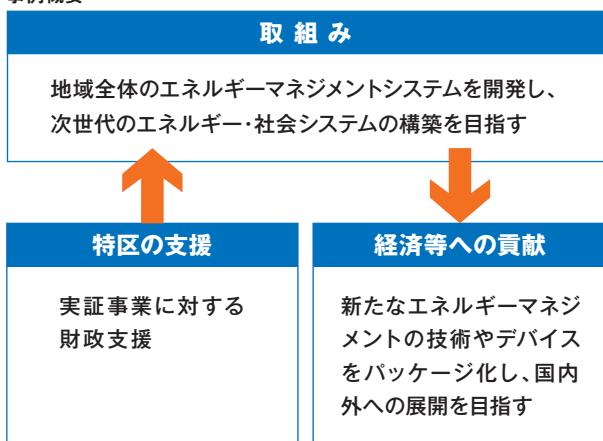 取組み
地域全体のエネルギーマネジメントシステムを開発し、
次世代のエネルギー・社会システムの構築を目指す
特区の支援
実証事業に対する
財政支援
経済等への貢献
新たなエネルギーマネジ
メントの技術やデバイス
をパッケージ化し、国内
外への展開を目指す